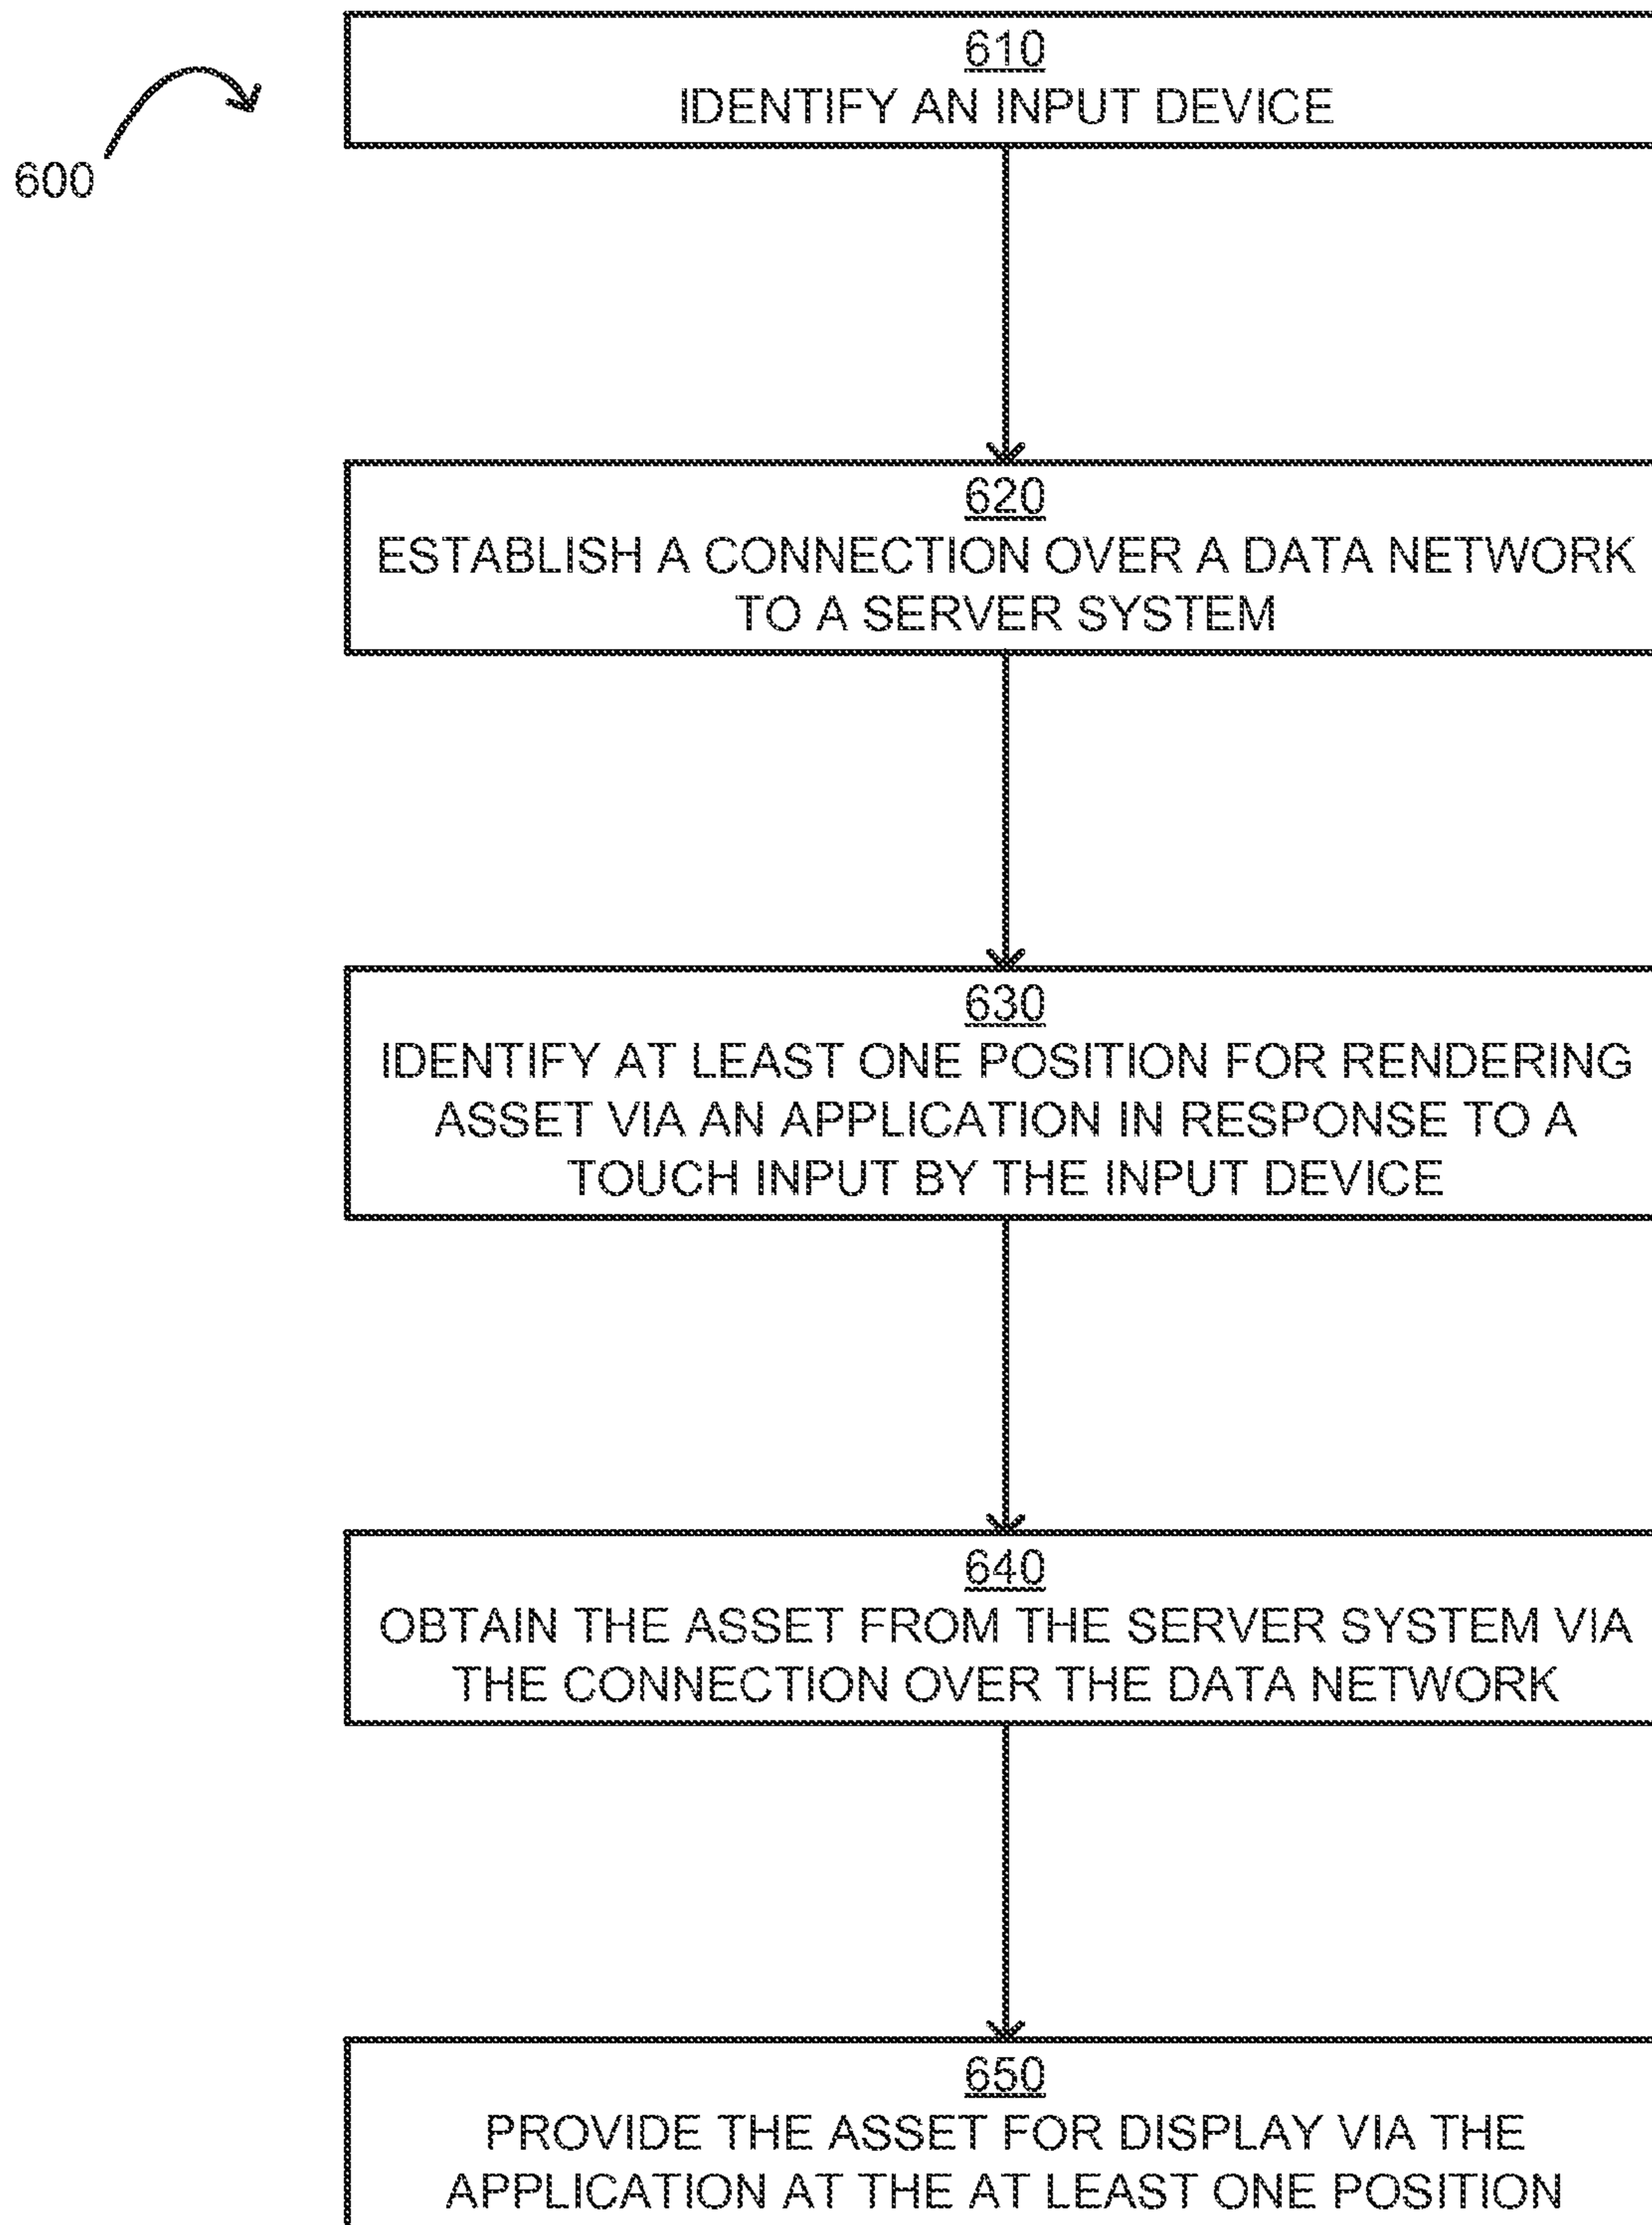 610
IDENTIFY AN INPUT DEVICE
600
620
ESTABLISH A CONNECTION OVER A DATA NETWORK
TO A SERVER SYSTEM
630
IDENTIFY AT LEAST ONE POSITION FOR RENDERING
ASSET VIA AN APPLICATION IN RESPONSE TO A
TOUCH INPUT BY THE INPUT DEVICE
640
OBTAIN THE ASSET FROM THE SERVER SYSTEM VIA
THE CONNECTION OVER THE DATA NETWORK
650
PROVIDE THE ASSET FOR DISPLAY VIA THE
APPLICATION AT THE AT LEAST ONE POSITION